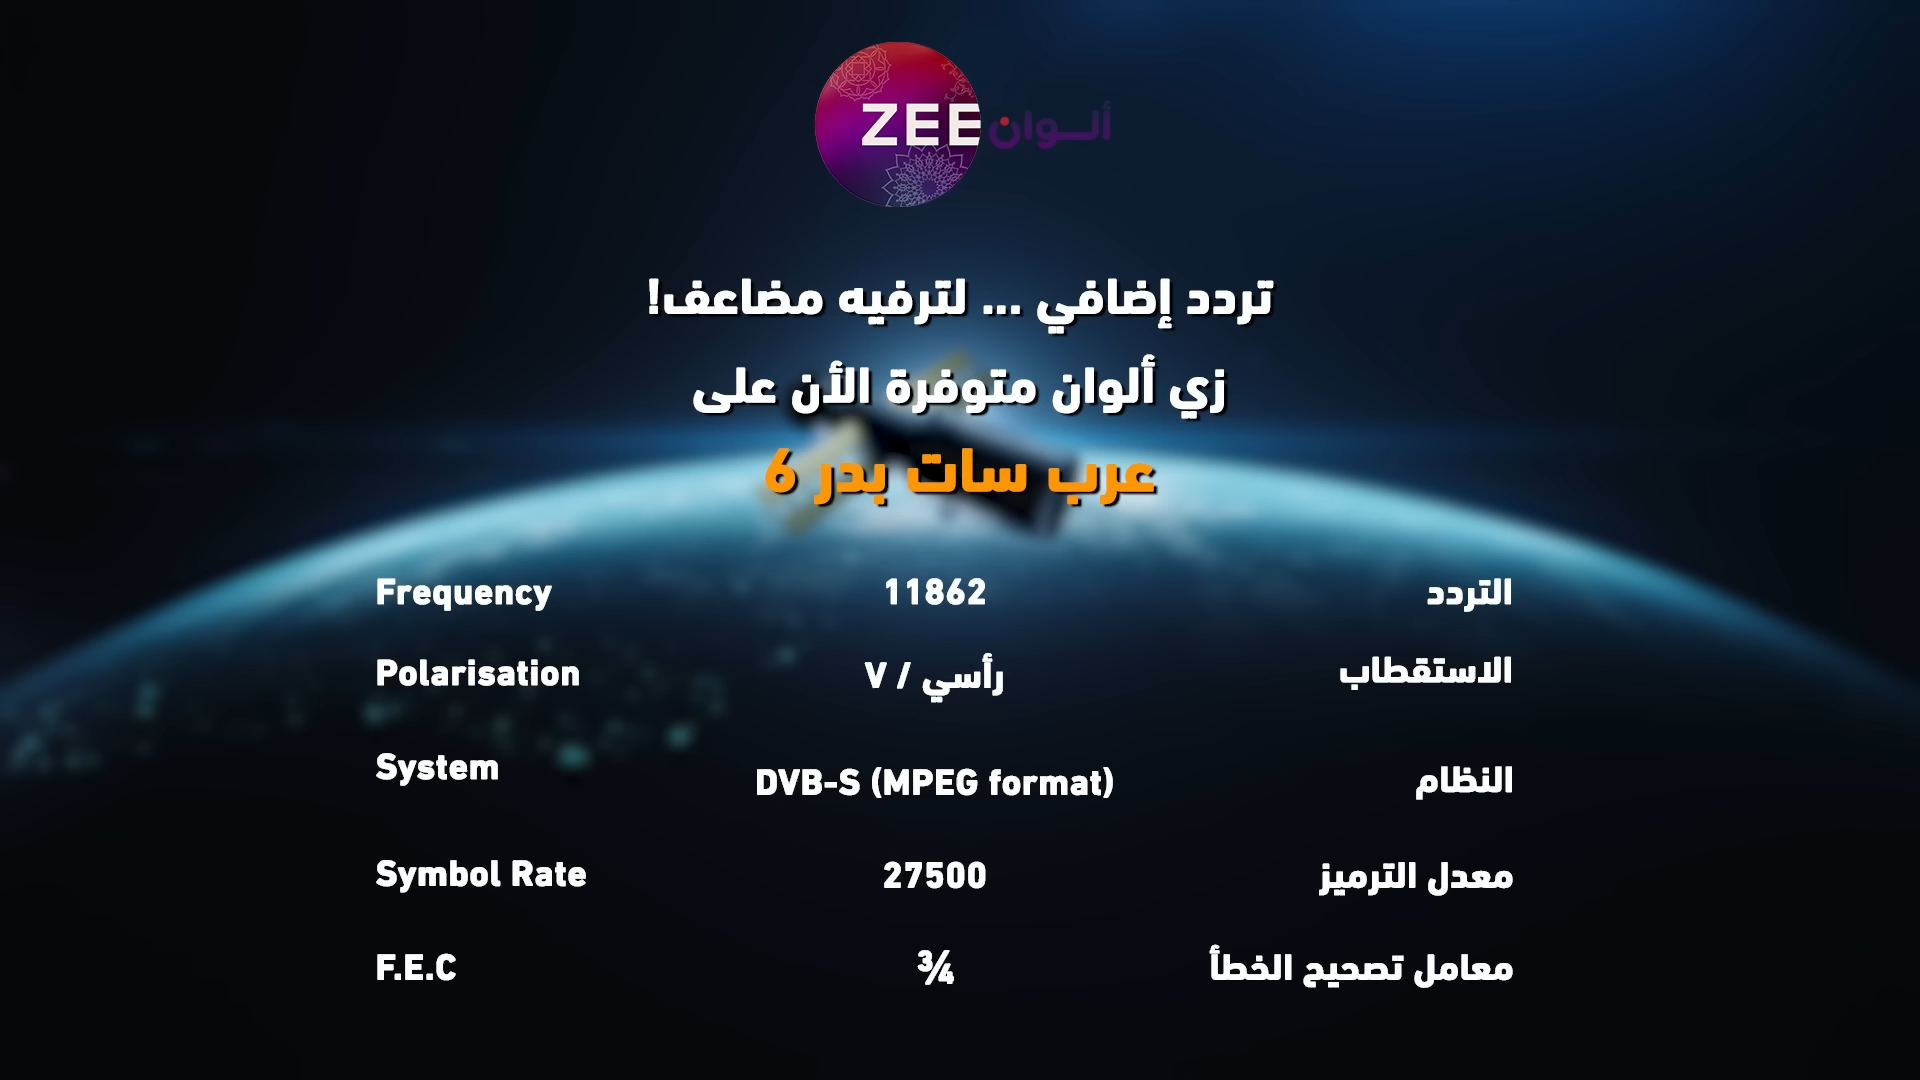 ZEE ألوان
تردد إضافي ... لترفيه مضاعف!
زي ألوان متوفرة الأن على
عرب سات بدر 6
Frequency 11862 التردد
Polarisation رأسي / V الاستقطاب
System DVB-S (MPEG format) النظام
Symbol Rate 27500 معدل الترميز
F.E.C ¾ معامل تصحيح الخطأ